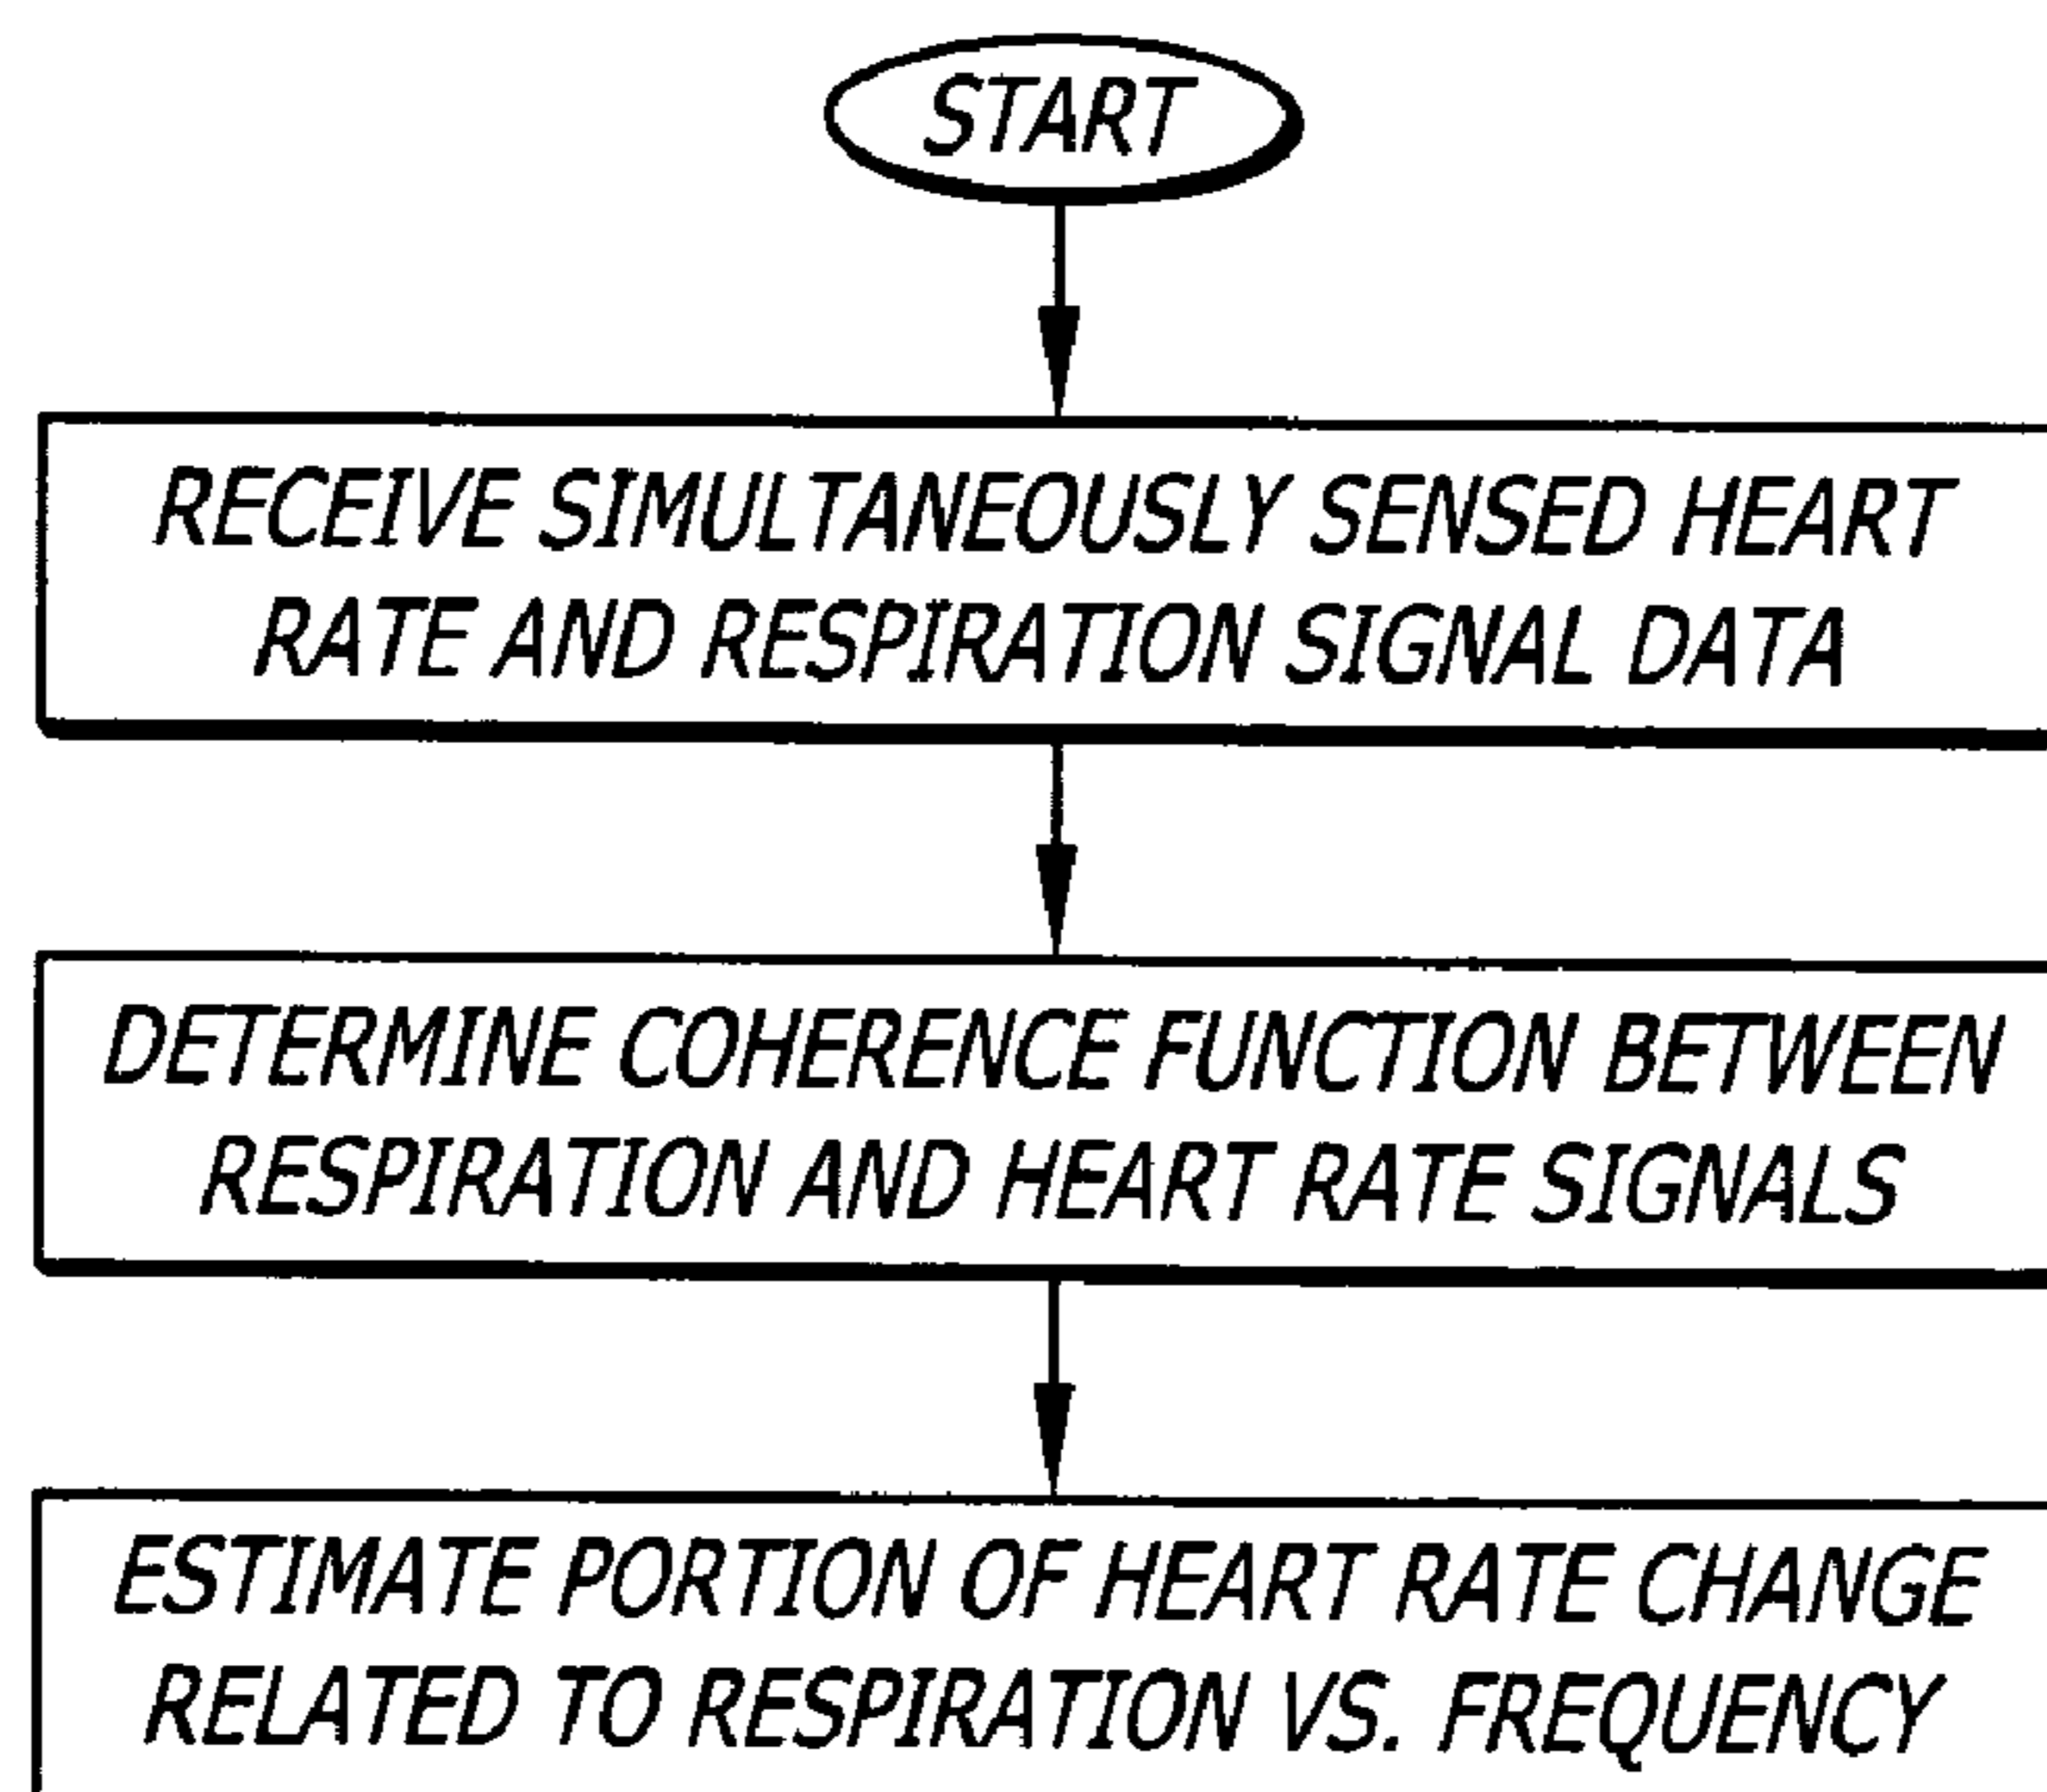 START
RECEIVE SIMULTANEOUSLY SENSED HEART
RATE AND RESPIRATION SIGNAL DATA
DETERMINE COHERENCE FUNCTION BETWEEN
RESPIRATION AND HEART RATE SIGNALS
ESTIMATE PORTION OF HEART RATE CHANGE
RELATED TO RESPIRATION VS. FREQUENCY